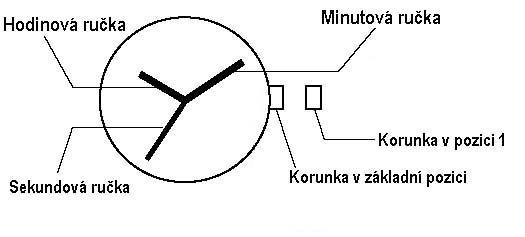 Hodinová ručka
Minutová ručka
Korunka v pozici 1
Korunka v základní pozici
Sekundová ručka